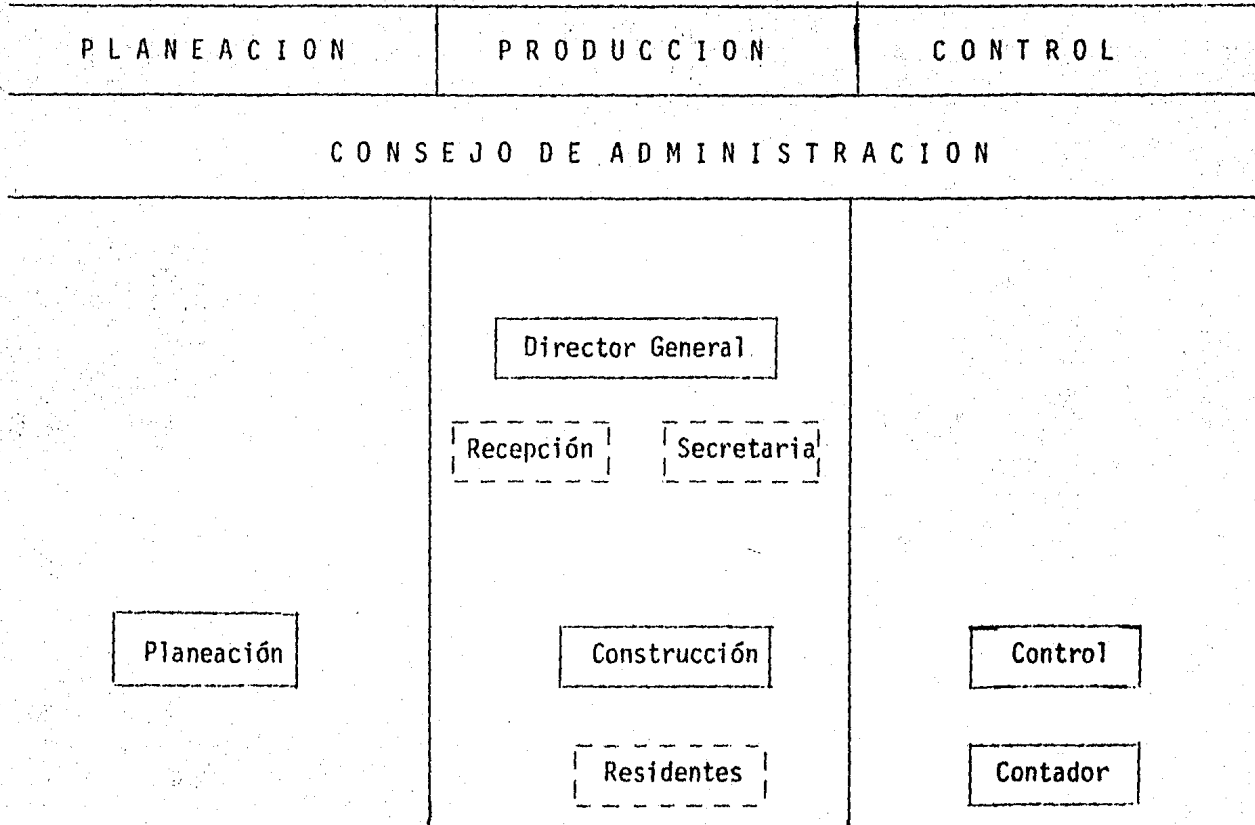 PLANEACION PRODUCCION CONTROL
CONSEJO DE ADMINISTRACION
Director General
Recepción Secretaria
Planeación Construcción Control
Residentes Contador